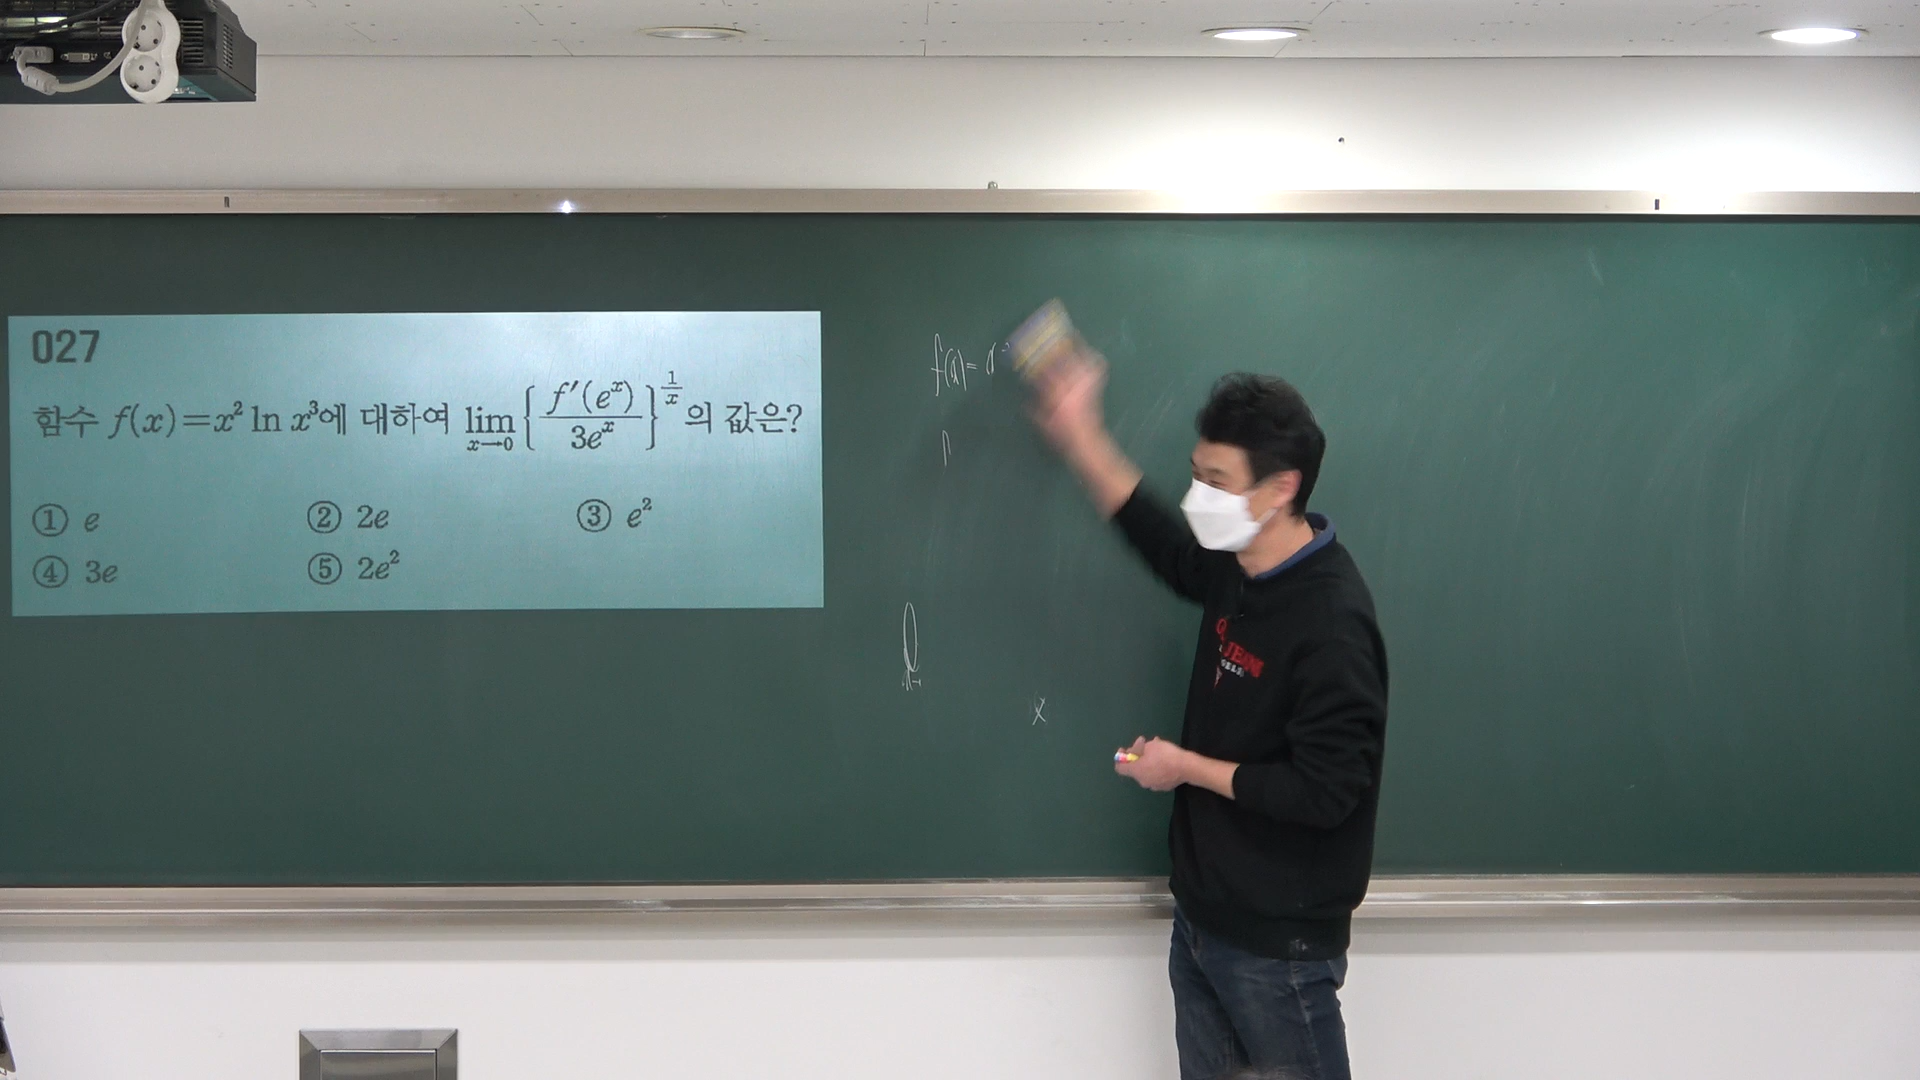 027
함수 f(x)=x² ln x³에 대하여 lim x→0 { f′(eˣ) / 3eˣ }^(1/x) 의 값은?
① e ② 2e ③ e²
④ 3e ⑤ 2e²
f(x)=
x